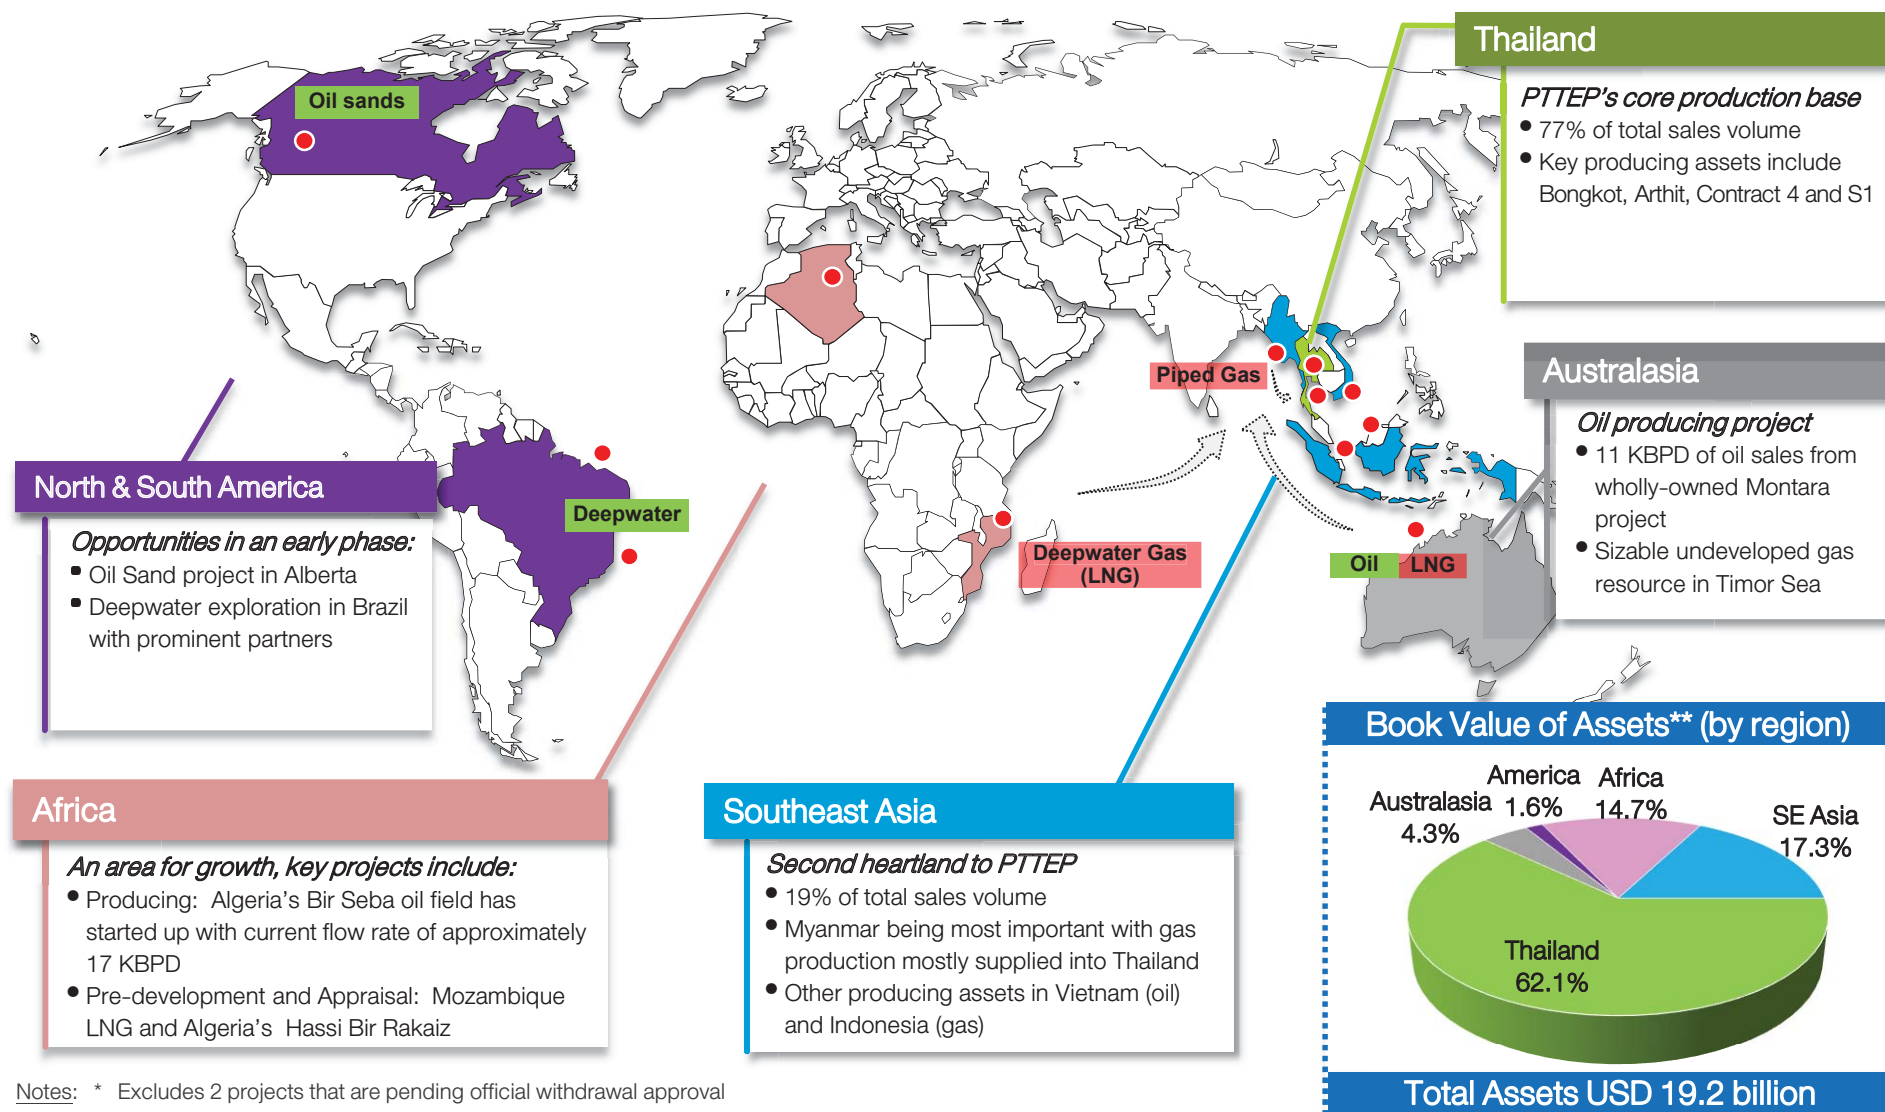 Thailand
PTTEP's core production base
• 77% of total sales volume
• Key producing assets include
Bongkot, Arthit, Contract 4 and S1
Oil sands
Piped Gas
Australasia
Oil producing project
• 11 KBPD of oil sales from
wholly-owned Montara
project
• Sizable undeveloped gas
resource in Timor Sea
North & South America
Opportunities in an early phase:
▪ Oil Sand project in Alberta
▪ Deepwater exploration in Brazil
with prominent partners
Deepwater
Deepwater Gas
(LNG)
Oil
LNG
Africa
An area for growth, key projects include:
• Producing: Algeria's Bir Seba oil field has
started up with current flow rate of approximately
17 KBPD
• Pre-development and Appraisal: Mozambique
LNG and Algeria's Hassi Bir Rakaiz
Southeast Asia
Second heartland to PTTEP
• 19% of total sales volume
• Myanmar being most important with gas
production mostly supplied into Thailand
• Other producing assets in Vietnam (oil)
and Indonesia (gas)
Book Value of Assets** (by region)
Australasia
4.3%
America
1.6%
Africa
14.7%
SE Asia
17.3%
Thailand
62.1%
Total Assets USD 19.2 billion
Notes: * Excludes 2 projects that are pending official withdrawal approval